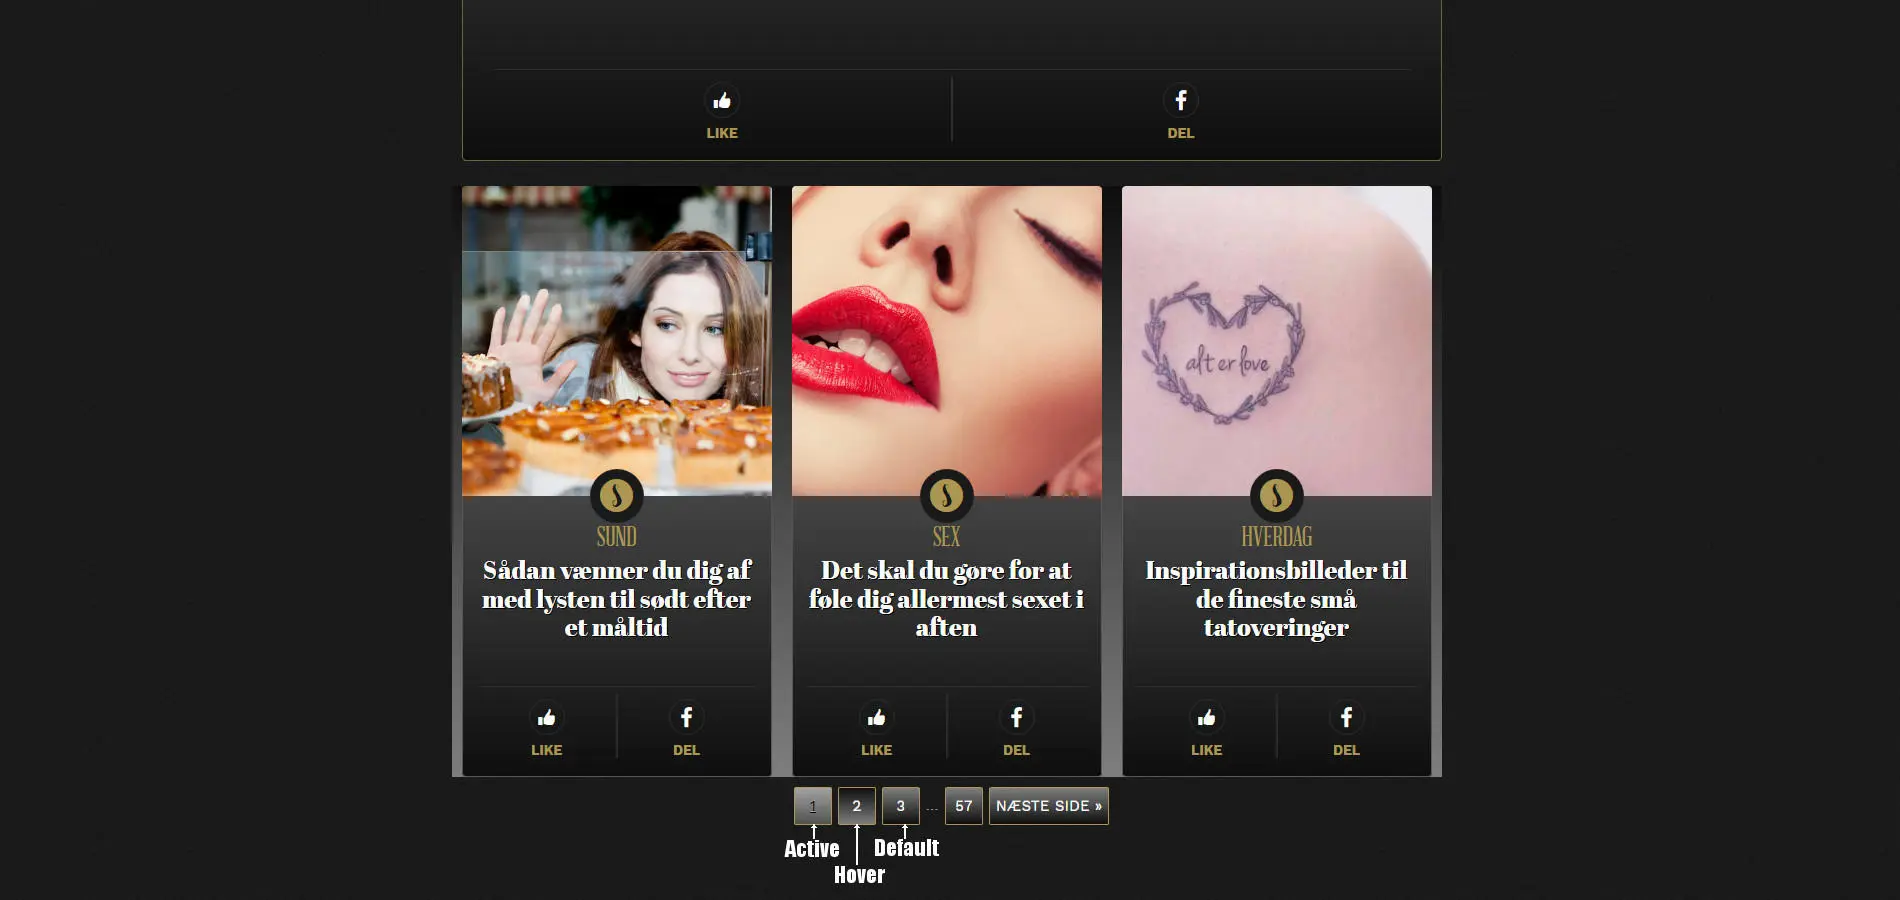 LIKE
DEL
alt er love
SUND
Sådan vænner du dig af
med lysten til sødt efter
et måltid
LIKE
DEL
SEX
Det skal du gøre for at
føle dig allermest sexet i
aften
LIKE
DEL
HVERDAG
Inspirationsbilleder til
de fineste små
tatoveringer
LIKE
DEL
1 2 3 ... 57 NÆSTE SIDE »
Active
Default
Hover